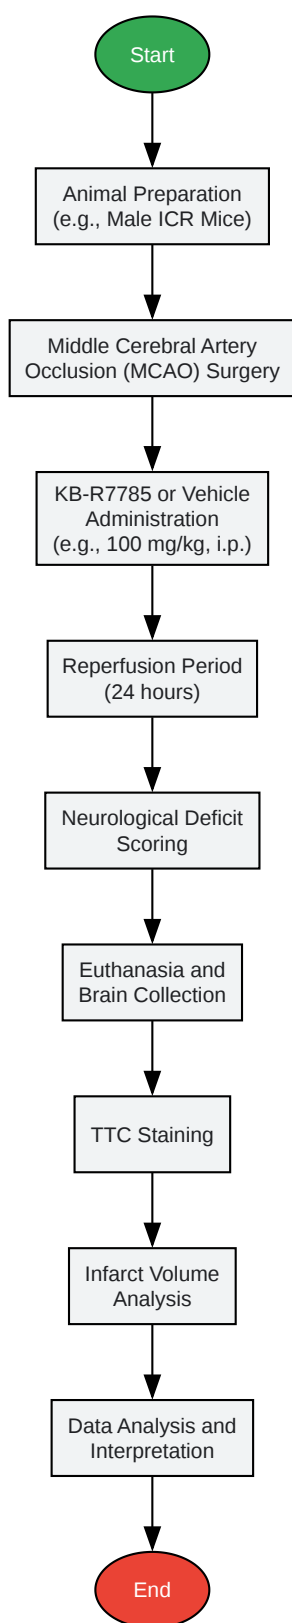 Start
Animal Preparation
(e.g., Male ICR Mice)
Middle Cerebral Artery
Occlusion (MCAO) Surgery
KB-R7785 or Vehicle
Administration
(e.g., 100 mg/kg, i.p.)
Reperfusion Period
(24 hours)
Neurological Deficit
Scoring
Euthanasia and
Brain Collection
TTC Staining
Infarct Volume
Analysis
Data Analysis and
Interpretation
End